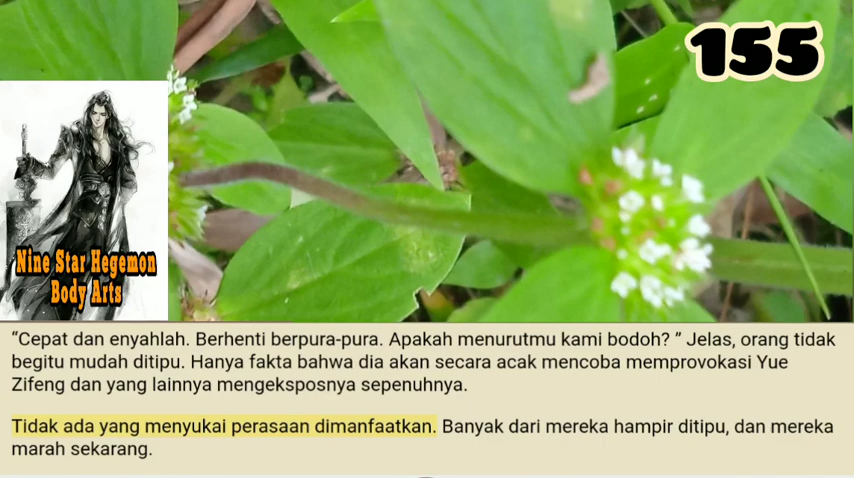 155
Nine Star Hegemon
Body Arts
“Cepat dan enyahlah. Berhenti berpura-pura. Apakah menurutmu kami bodoh? ” Jelas, orang tidak
begitu mudah ditipu. Hanya fakta bahwa dia akan secara acak mencoba memprovokasi Yue
Zifeng dan yang lainnya mengeksposnya sepenuhnya.
Tidak ada yang menyukai perasaan dimanfaatkan. Banyak dari mereka hampir ditipu, dan mereka
marah sekarang.